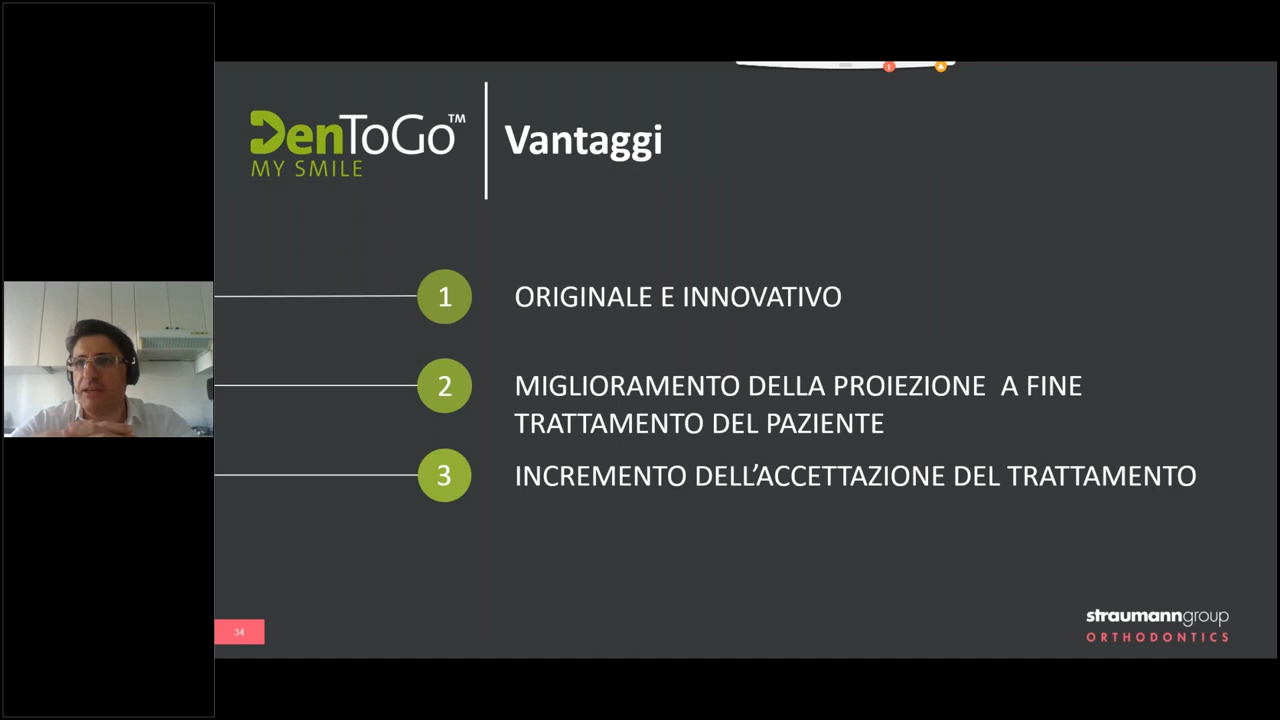 DenToGo™
MY SMILE
Vantaggi
1
1 ORIGINALE E INNOVATIVO
2 MIGLIORAMENTO DELLA PROIEZIONE A FINE
TRATTAMENTO DEL PAZIENTE
3 INCREMENTO DELL'ACCETTAZIONE DEL TRATTAMENTO
34
straumanngroup
ORTHODONTICS